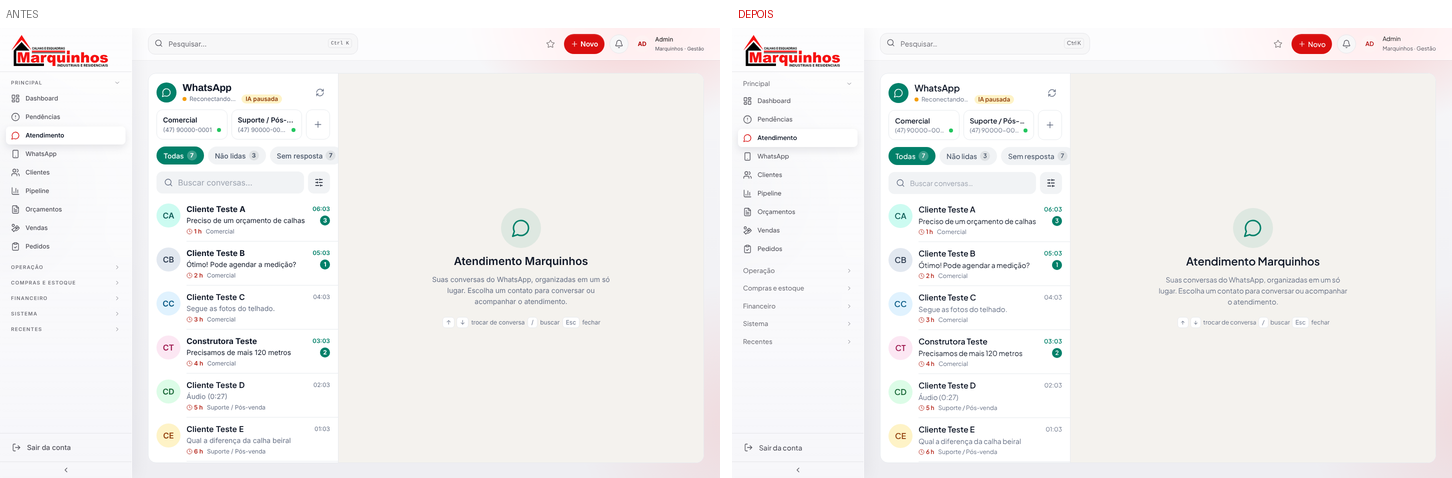 ANTES
CALHAS E ESQUADRIAS
Marquinhos
INDUSTRIAIS E RESIDENCIAIS
Pesquisar...
Ctrl K
+ Novo
AD
Admin
Marquinhos · Gestão
PRINCIPAL
Dashboard
Pendências
Atendimento
WhatsApp
Clientes
Pipeline
Orçamentos
Vendas
Pedidos
OPERAÇÃO
COMPRAS E ESTOQUE
FINANCEIRO
SISTEMA
RECENTES
Sair da conta
WhatsApp
Reconectando...
IA pausada
Comercial
(47) 90000-0001
Suporte / Pós-...
(47) 90000-00...
Todas 7
Não lidas 3
Sem resposta 7
Buscar conversas...
CA
Cliente Teste A
06:03
Preciso de um orçamento de calhas
3
1 h Comercial
CB
Cliente Teste B
05:03
Ótimo! Pode agendar a medição?
1
2 h Comercial
CC
Cliente Teste C
04:03
Segue as fotos do telhado.
3 h Comercial
CT
Construtora Teste
03:03
Precisamos de mais 120 metros
2
4 h Comercial
CD
Cliente Teste D
02:03
Áudio (0:27)
5 h Suporte / Pós-venda
CE
Cliente Teste E
01:03
Qual a diferença da calha beiral
6 h Suporte / Pós-venda
Atendimento Marquinhos
Suas conversas do WhatsApp, organizadas em um só
lugar. Escolha um contato para conversar ou
acompanhar o atendimento.
↑ ↓ trocar de conversa / buscar Esc fechar
DEPOIS
CALHAS E ESQUADRIAS
Marquinhos
INDUSTRIAIS E RESIDENCIAIS
Pesquisar...
Ctrl K
+ Novo
AD
Admin
Marquinhos · Gestão
Principal
Dashboard
Pendências
Atendimento
WhatsApp
Clientes
Pipeline
Orçamentos
Vendas
Pedidos
Operação
Compras e estoque
Financeiro
Sistema
Recentes
Sair da conta
WhatsApp
Reconectando...
IA pausada
Comercial
(47) 90000-00...
Suporte / Pós-...
(47) 90000-00...
Todas 7
Não lidas 3
Sem resposta 7
Buscar conversas...
CA
Cliente Teste A
06:03
Preciso de um orçamento de calhas
3
1 h Comercial
CB
Cliente Teste B
05:03
Ótimo! Pode agendar a medição?
1
2 h Comercial
CC
Cliente Teste C
04:03
Segue as fotos do telhado.
3 h Comercial
CT
Construtora Teste
03:03
Precisamos de mais 120 metros
2
4 h Comercial
CD
Cliente Teste D
02:03
Áudio (0:27)
5 h Suporte / Pós-venda
CE
Cliente Teste E
01:03
Qual a diferença da calha beiral
6 h Suporte / Pós-venda
Atendimento Marquinhos
Suas conversas do WhatsApp, organizadas em um só
lugar. Escolha um contato para conversar ou acompanhar
o atendimento.
↑ ↓ trocar de conversa / buscar Esc fechar